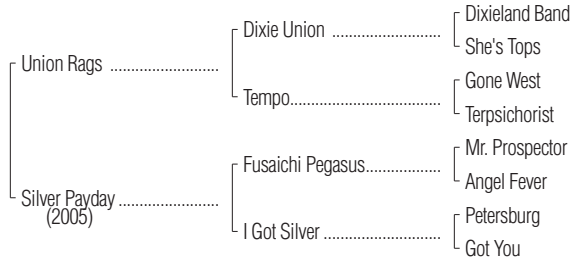 Dixieland Band
Dixie Union ......................
She's Tops
Union Rags ......................
Gone West
Tempo..............................
Terpsichorist
Mr. Prospector
Fusaichi Pegasus...............
Angel Fever
Silver Payday ....................
(2005)
Petersburg
I Got Silver ........................
Got You